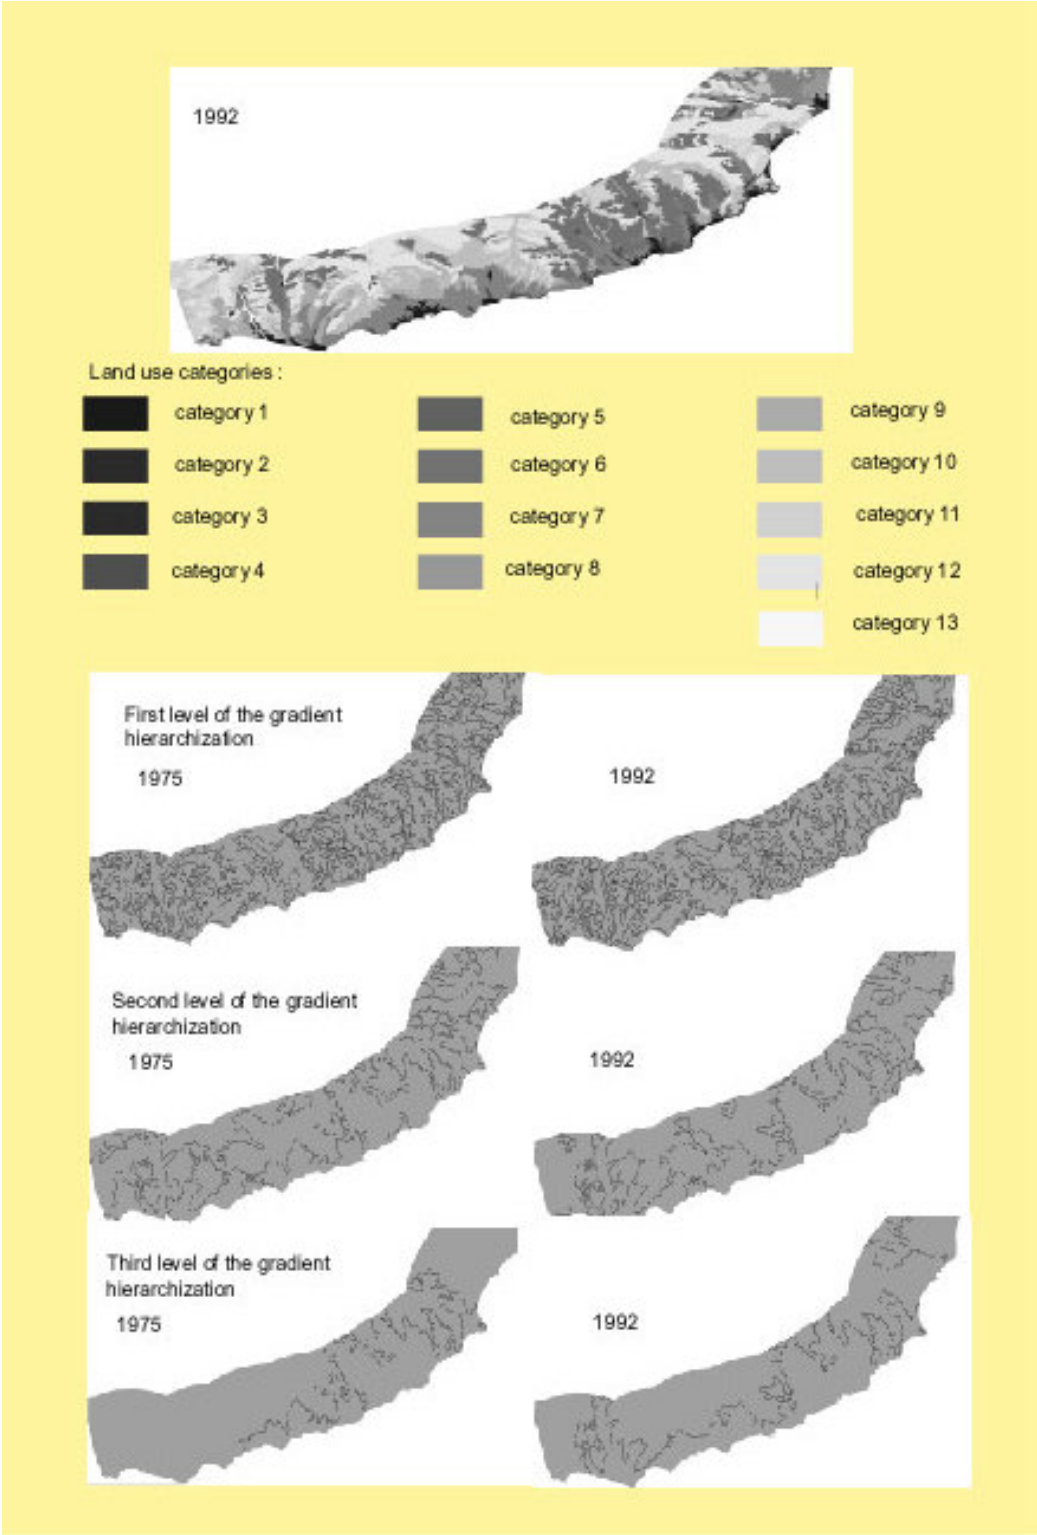 1992
Land use categories :
category 1
category 2
category 3
category 4
category 5
category 6
category 7
category 8
category 9
category 10
category 11
category 12
category 13
First level of the gradient
hierarchization
1975
1992
Second level of the gradient
hierarchization
1975
1992
Third level of the gradient
hierarchization
1975
1992